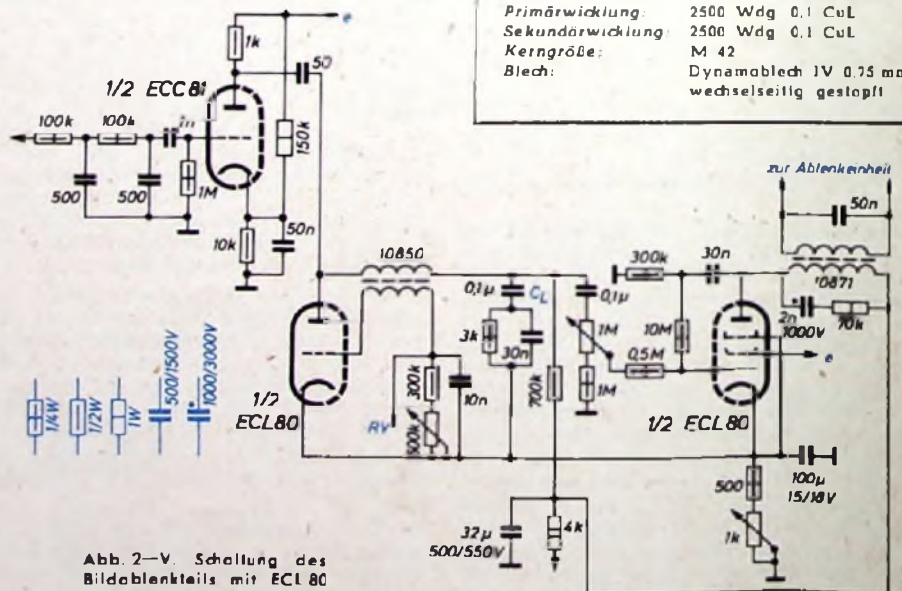 Primärwicklung: 2500 Wdg 0,1 CuL
Sekundärwicklung: 2500 Wdg 0,1 CuL
Kerngröße: M 42
Blech: Dynamoblech IV 0,75 mm
wechselseitig gestopft
1k
e
50
1/2 ECC81
100k
100k
1n
150k
500
500
1M
10k
50n
zur Ablenkeinheit
50n
10850
300k
30n
10871
0,1µ
CL
0,1µ
1M
10M
2n
1000V
70k
3k
30n
0,5M
e
1/4W
1/2W
1W
500/1500V
1000/3000V
1/2
ECL80
RV
300k
500k
10n
700k
1M
1/2 ECL80
500
100µ
15/18V
32µ
500/550V
4k
1k
Abb. 2—V. Schaltung des
Bildablenkteils mit ECL 80